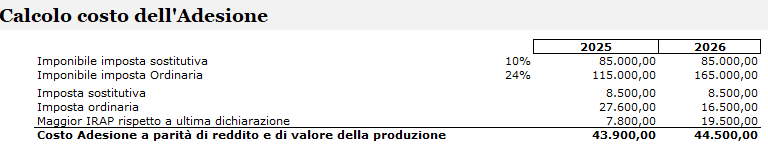 Calcolo costo dell'Adesione
2025 2026
Imponibile imposta sostitutiva 10% 85.000,00 85.000,00
Imponibile imposta Ordinaria 24% 115.000,00 165.000,00
Imposta sostitutiva 8.500,00 8.500,00
Imposta ordinaria 27.600,00 16.500,00
Maggior IRAP rispetto a ultima dichiarazione 7.800,00 19.500,00
Costo Adesione a parità di reddito e di valore della produzione 43.900,00 44.500,00